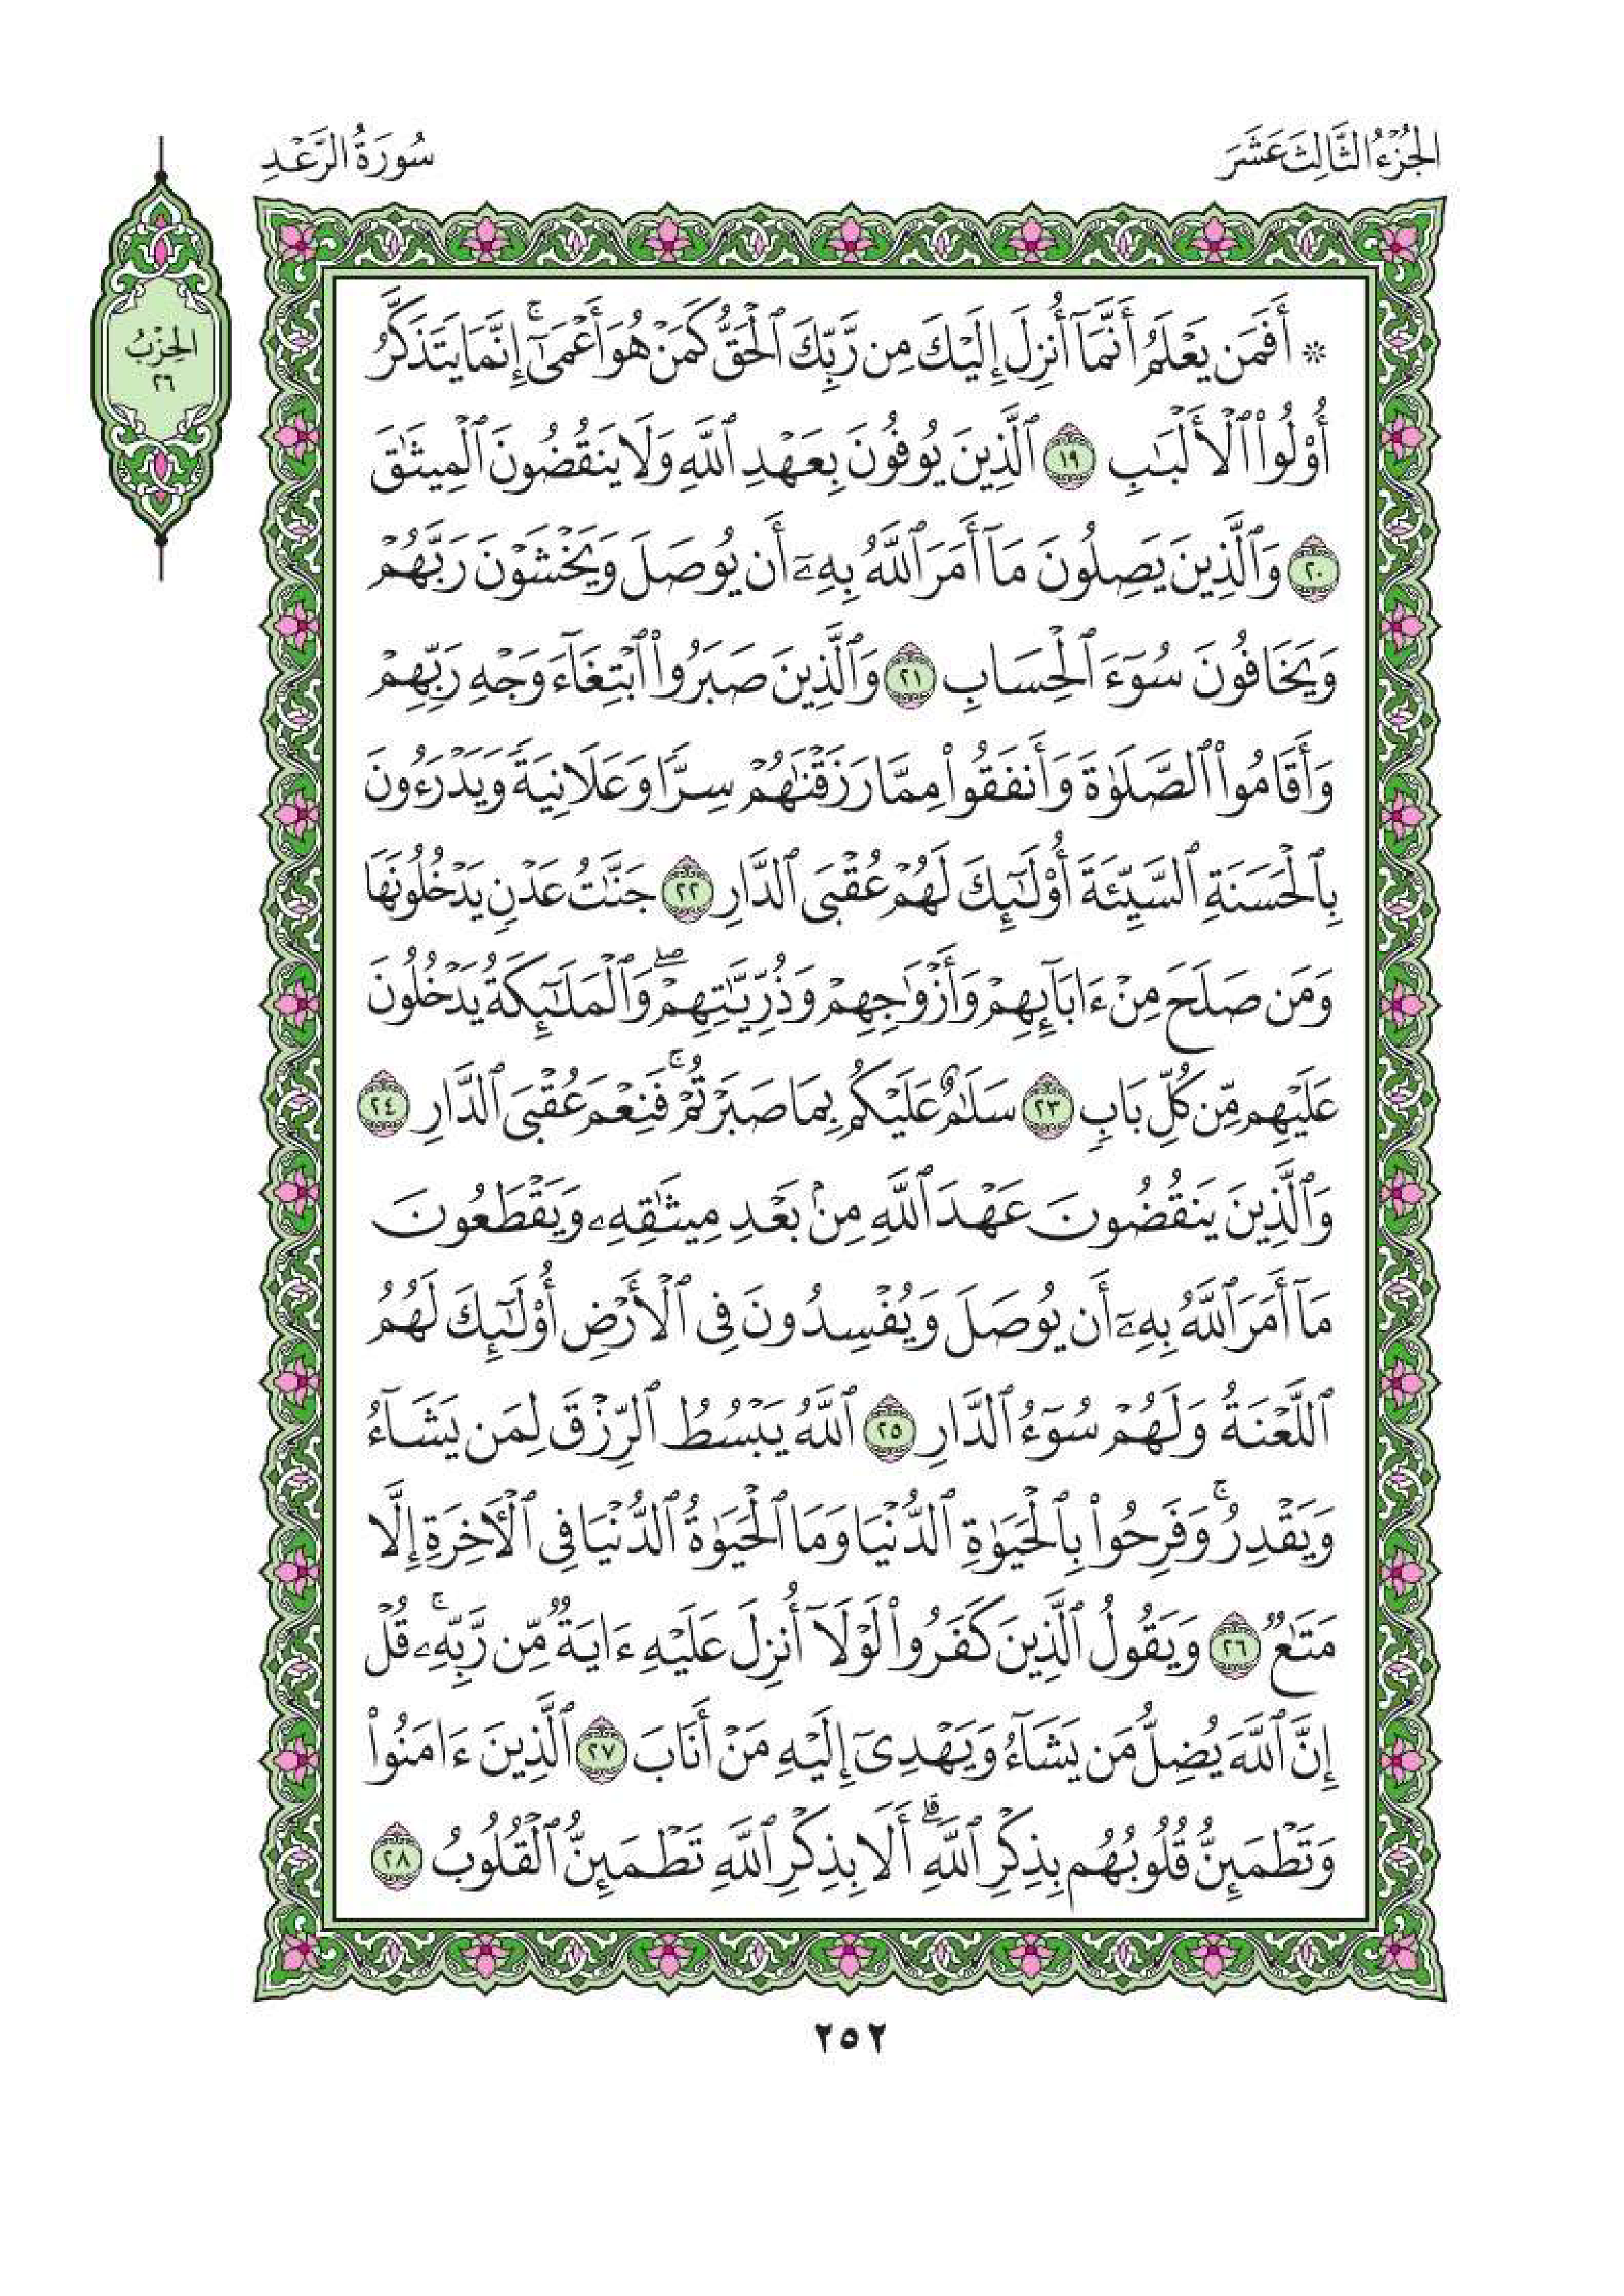 الجُزْءُ الثَّالِثَ عَشَرَ
سُورَةُ الرَّعْدِ
الحِزْبُ
٢٦
۞ أَفَمَن يَعْلَمُ أَنَّمَآ أُنزِلَ إِلَيْكَ مِن رَّبِّكَ ٱلْحَقُّ كَمَنْ هُوَ أَعْمَىٰٓ ۚ إِنَّمَا يَتَذَكَّرُ
أُو۟لُوا۟ ٱلْأَلْبَـٰبِ ١٩ ٱلَّذِينَ يُوفُونَ بِعَهْدِ ٱللَّهِ وَلَا يَنقُضُونَ ٱلْمِيثَـٰقَ
٢٠ وَٱلَّذِينَ يَصِلُونَ مَآ أَمَرَ ٱللَّهُ بِهِۦٓ أَن يُوصَلَ وَيَخْشَوْنَ رَبَّهُمْ
وَيَخَافُونَ سُوٓءَ ٱلْحِسَابِ ٢١ وَٱلَّذِينَ صَبَرُوا۟ ٱبْتِغَآءَ وَجْهِ رَبِّهِمْ
وَأَقَامُوا۟ ٱلصَّلَوٰةَ وَأَنفَقُوا۟ مِمَّا رَزَقْنَـٰهُمْ سِرًّا وَعَلَانِيَةً وَيَدْرَءُونَ
بِٱلْحَسَنَةِ ٱلسَّيِّئَةَ أُو۟لَـٰٓئِكَ لَهُمْ عُقْبَى ٱلدَّارِ ٢٢ جَنَّـٰتُ عَدْنٍ يَدْخُلُونَهَا
وَمَن صَلَحَ مِنْ ءَابَآئِهِمْ وَأَزْوَٰجِهِمْ وَذُرِّيَّـٰتِهِمْ ۖ وَٱلْمَلَـٰٓئِكَةُ يَدْخُلُونَ
عَلَيْهِم مِّن كُلِّ بَابٍ ٢٣ سَلَـٰمٌ عَلَيْكُم بِمَا صَبَرْتُمْ ۚ فَنِعْمَ عُقْبَى ٱلدَّارِ ٢٤
وَٱلَّذِينَ يَنقُضُونَ عَهْدَ ٱللَّهِ مِنۢ بَعْدِ مِيثَـٰقِهِۦ وَيَقْطَعُونَ
مَآ أَمَرَ ٱللَّهُ بِهِۦٓ أَن يُوصَلَ وَيُفْسِدُونَ فِى ٱلْأَرْضِ أُو۟لَـٰٓئِكَ لَهُمُ
ٱللَّعْنَةُ وَلَهُمْ سُوٓءُ ٱلدَّارِ ٢٥ ٱللَّهُ يَبْسُطُ ٱلرِّزْقَ لِمَن يَشَآءُ
وَيَقْدِرُ ۚ وَفَرِحُوا۟ بِٱلْحَيَوٰةِ ٱلدُّنْيَا وَمَا ٱلْحَيَوٰةُ ٱلدُّنْيَا فِى ٱلْـَٔاخِرَةِ إِلَّا
مَتَـٰعٌ ٢٦ وَيَقُولُ ٱلَّذِينَ كَفَرُوا۟ لَوْلَآ أُنزِلَ عَلَيْهِ ءَايَةٌ مِّن رَّبِّهِۦ ۗ قُلْ
إِنَّ ٱللَّهَ يُضِلُّ مَن يَشَآءُ وَيَهْدِىٓ إِلَيْهِ مَنْ أَنَابَ ٢٧ ٱلَّذِينَ ءَامَنُوا۟
وَتَطْمَئِنُّ قُلُوبُهُم بِذِكْرِ ٱللَّهِ ۗ أَلَا بِذِكْرِ ٱللَّهِ تَطْمَئِنُّ ٱلْقُلُوبُ ٢٨
٢٥٢